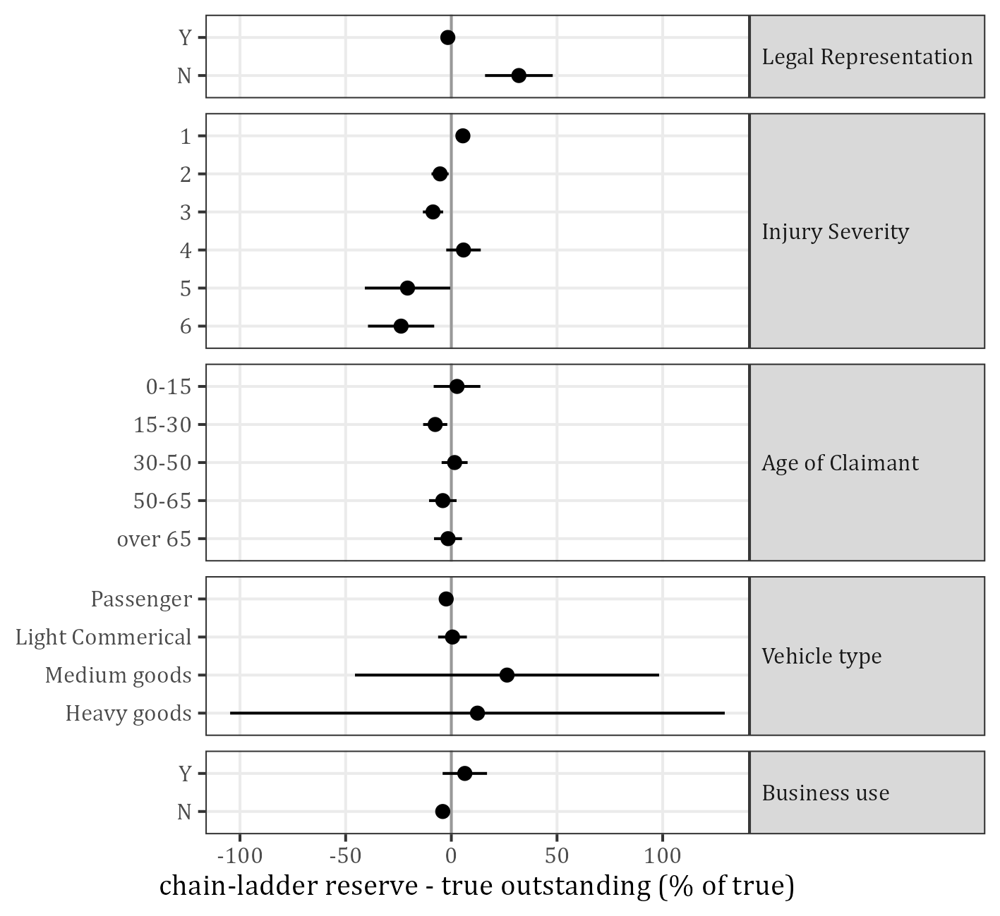 Y
N
Legal Representation
1
2
3
4
5
6
Injury Severity
0-15
15-30
30-50
50-65
over 65
Age of Claimant
Passenger
Light Commerical
Medium goods
Heavy goods
Vehicle type
Y
N
Business use
-100 -50 0 50 100
chain-ladder reserve - true outstanding (% of true)